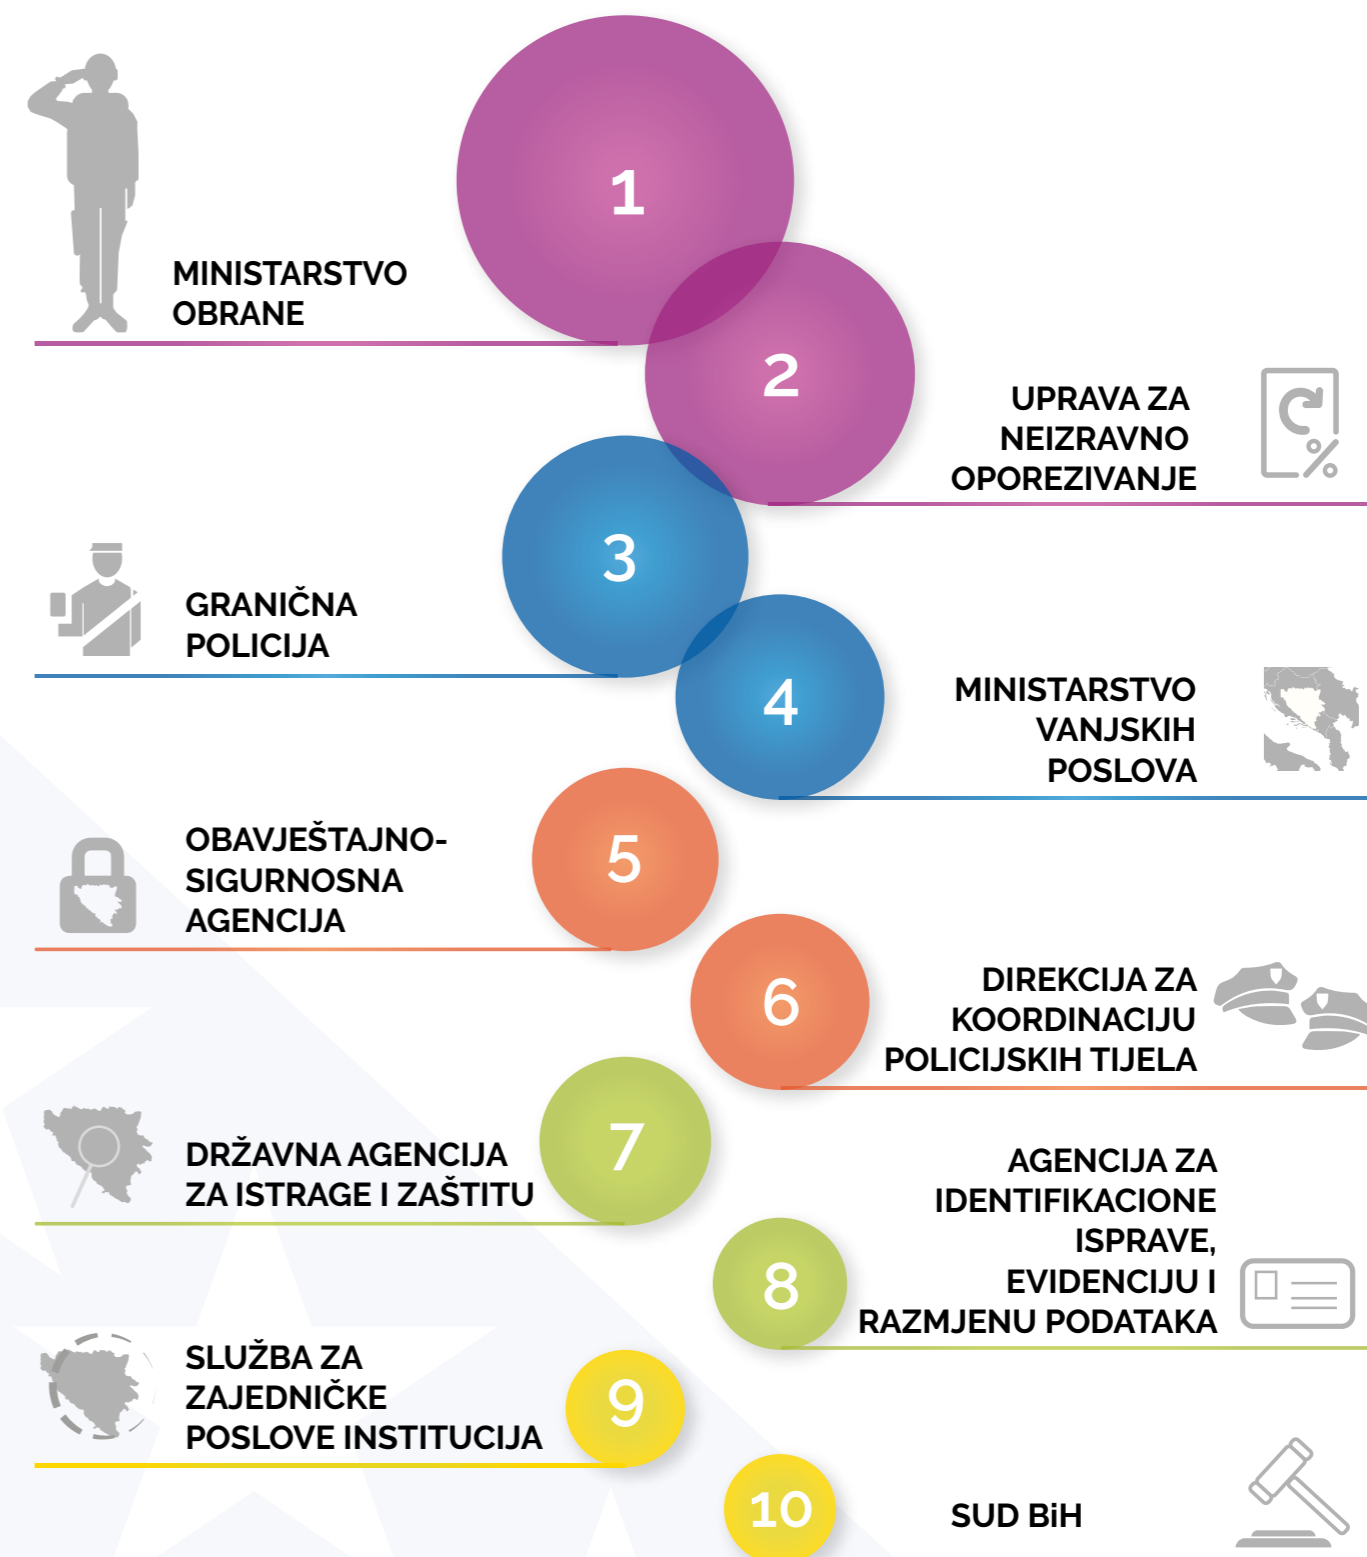 1
MINISTARSTVO
OBRANE
2
UPRAVA ZA
NEIZRAVNO
OPOREZIVANJE
3
GRANIČNA
POLICIJA
4
MINISTARSTVO
VANJSKIH
POSLOVA
5
OBAVJEŠTAJNO-
SIGURNOSNA
AGENCIJA
6
DIREKCIJA ZA
KOORDINACIJU
POLICIJSKIH TIJELA
7
DRŽAVNA AGENCIJA
ZA ISTRAGE I ZAŠTITU
8
AGENCIJA ZA
IDENTIFIKACIONE
ISPRAVE,
EVIDENCIJU I
RAZMJENU PODATAKA
9
SLUŽBA ZA
ZAJEDNIČKE
POSLOVE INSTITUCIJA
10
SUD BiH
%